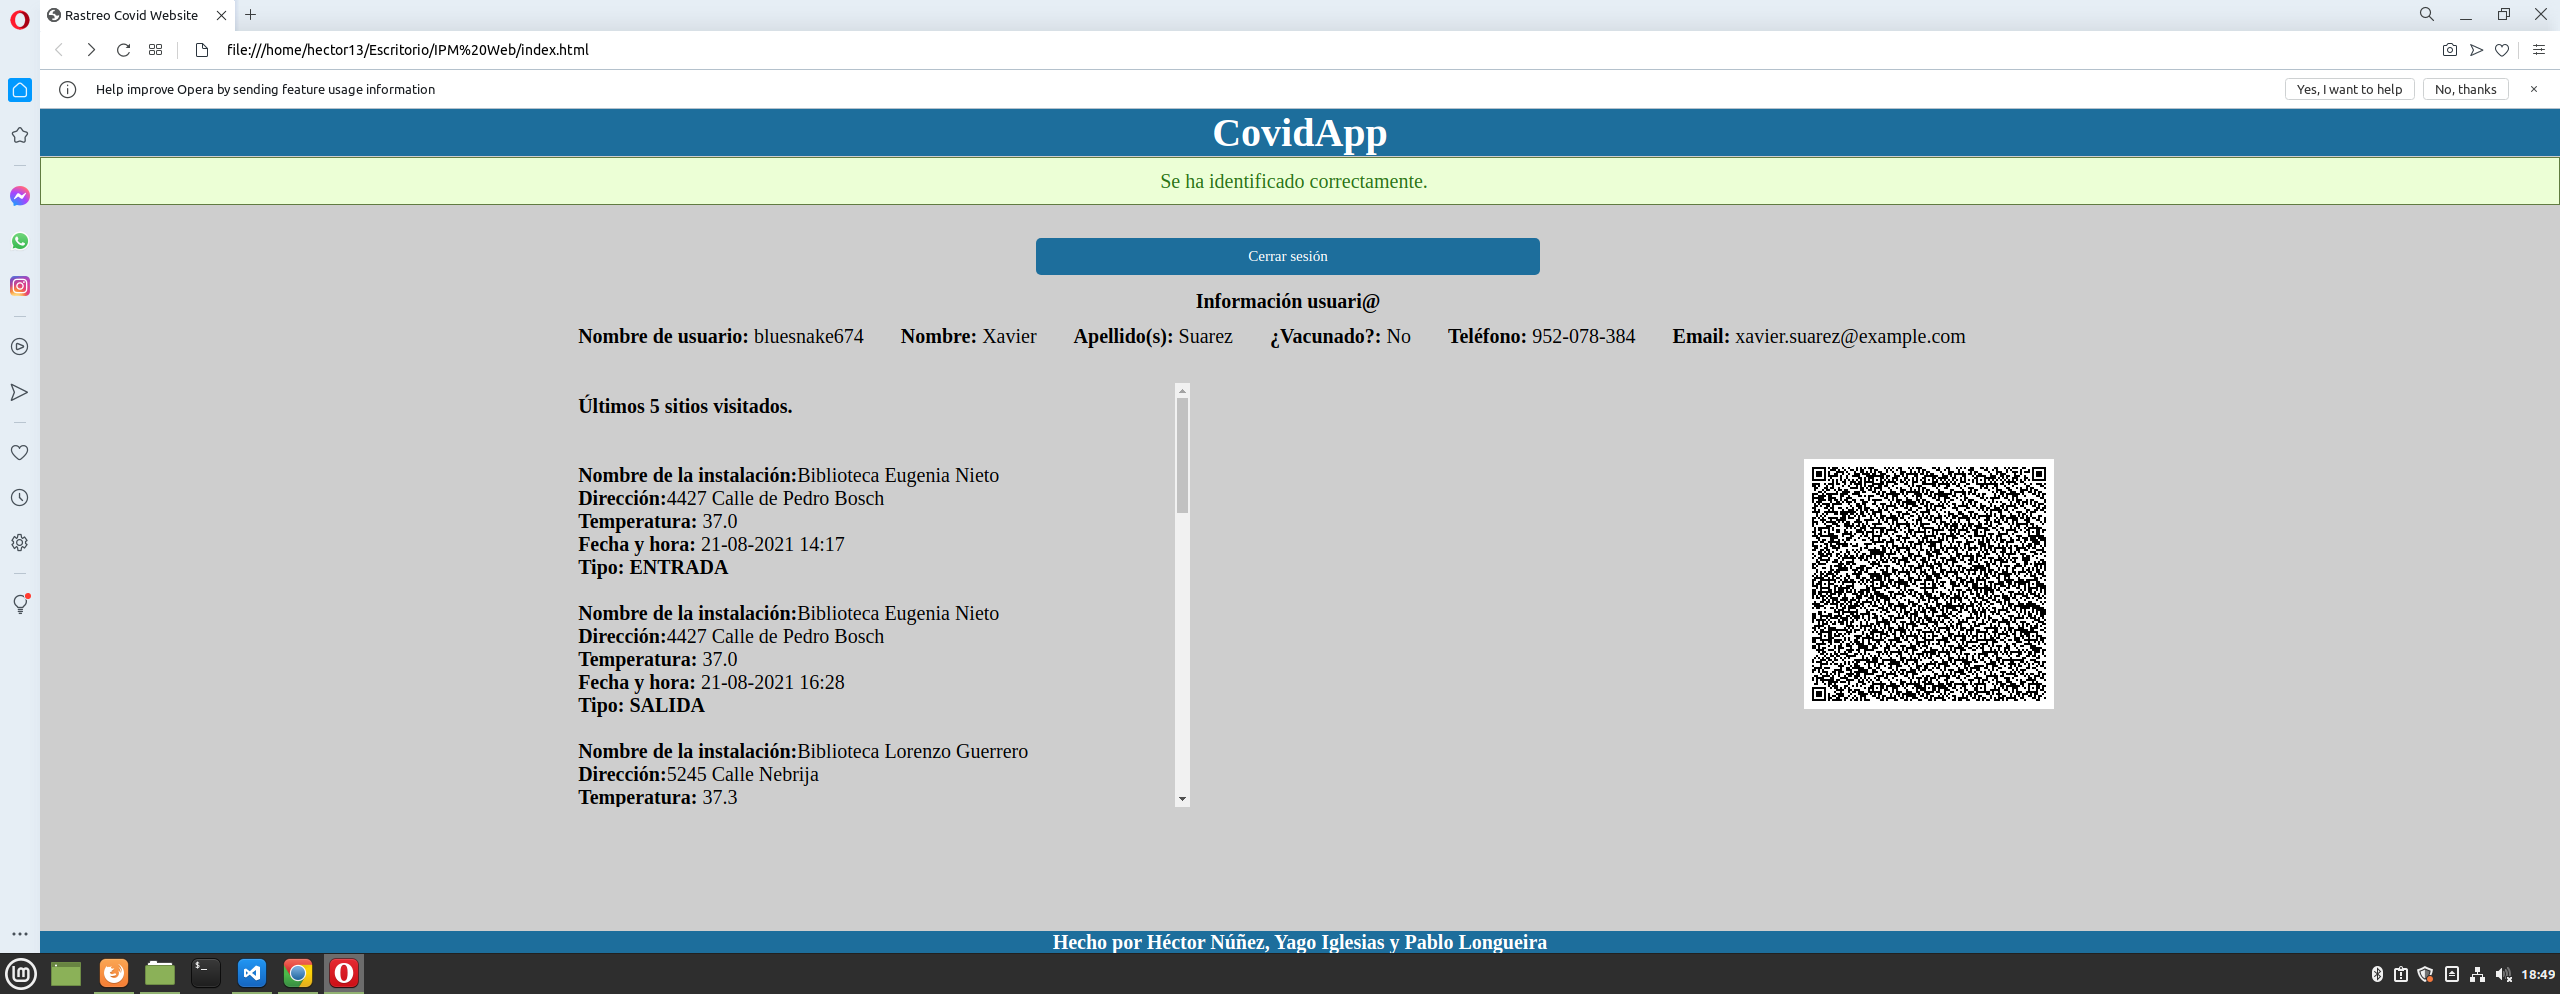 Rastreo Covid Website
file:///home/hector13/Escritorio/IPM%20Web/index.html
Help improve Opera by sending feature usage information
Yes, I want to help
No, thanks
CovidApp
Se ha identificado correctamente.
Cerrar sesión
Información usuari@
Nombre de usuario: bluesnake674 Nombre: Xavier Apellido(s): Suarez ¿Vacunado?: No Teléfono: 952-078-384 Email: xavier.suarez@example.com
Últimos 5 sitios visitados.
Nombre de la instalación:Biblioteca Eugenia Nieto
Dirección:4427 Calle de Pedro Bosch
Temperatura: 37.0
Fecha y hora: 21-08-2021 14:17
Tipo: ENTRADA
Nombre de la instalación:Biblioteca Eugenia Nieto
Dirección:4427 Calle de Pedro Bosch
Temperatura: 37.0
Fecha y hora: 21-08-2021 16:28
Tipo: SALIDA
Nombre de la instalación:Biblioteca Lorenzo Guerrero
Dirección:5245 Calle Nebrija
Temperatura: 37.3
Hecho por Héctor Núñez, Yago Iglesias y Pablo Longueira
18:49